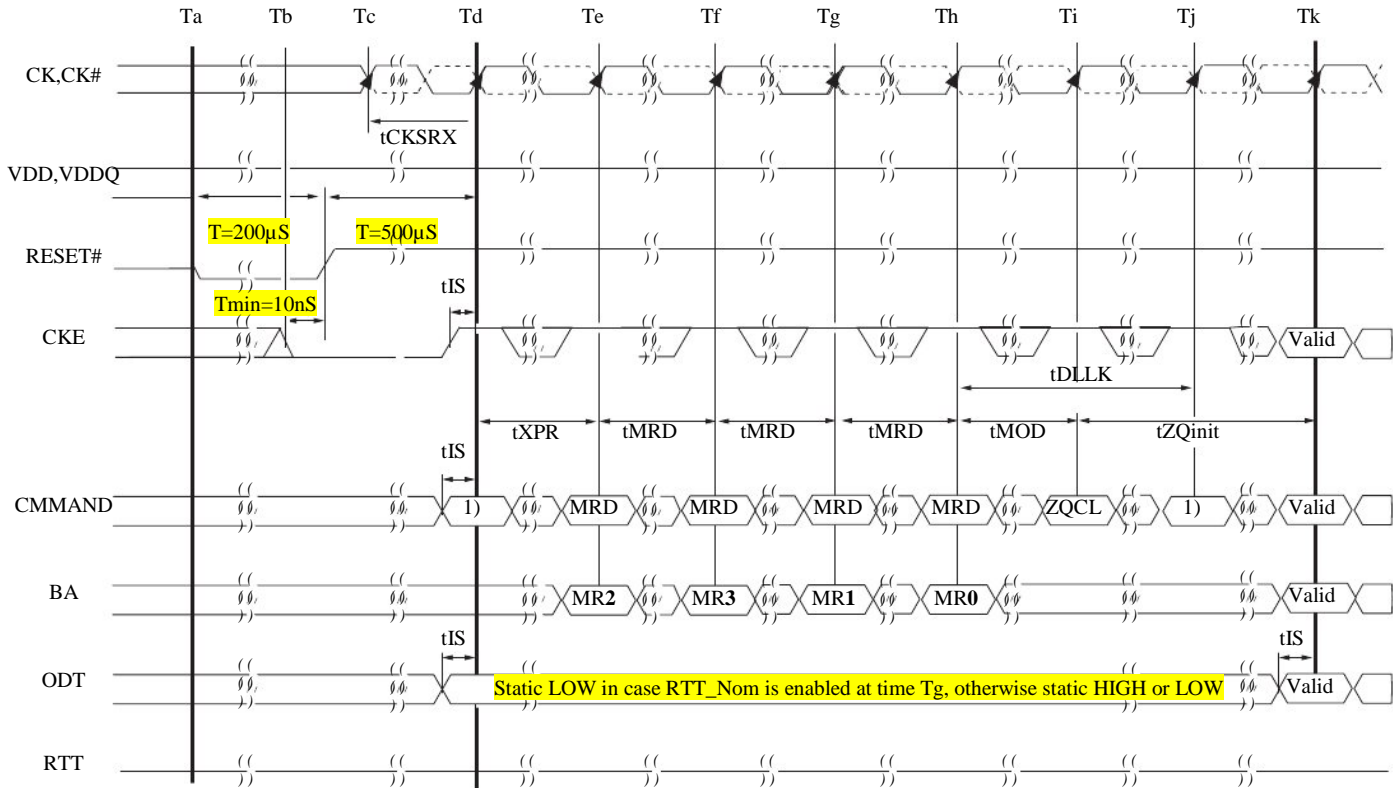 Ta Tb Tc Td Te Tf Tg Th Ti Tj Tk
CK,CK#
tCKSRX
VDD,VDDQ
T=200µS T=500µS
RESET#
tIS
Tmin=10nS
CKE
Valid
tDLLK
tXPR tMRD tMRD tMRD tMOD tZQinit
tIS
CMMAND 1) MRD MRD MRD MRD ZQCL 1) Valid
BA MR2 MR3 MR1 MR0 Valid
tIS tIS
ODT Static LOW in case RTT_Nom is enabled at time Tg, otherwise static HIGH or LOW Valid
RTT